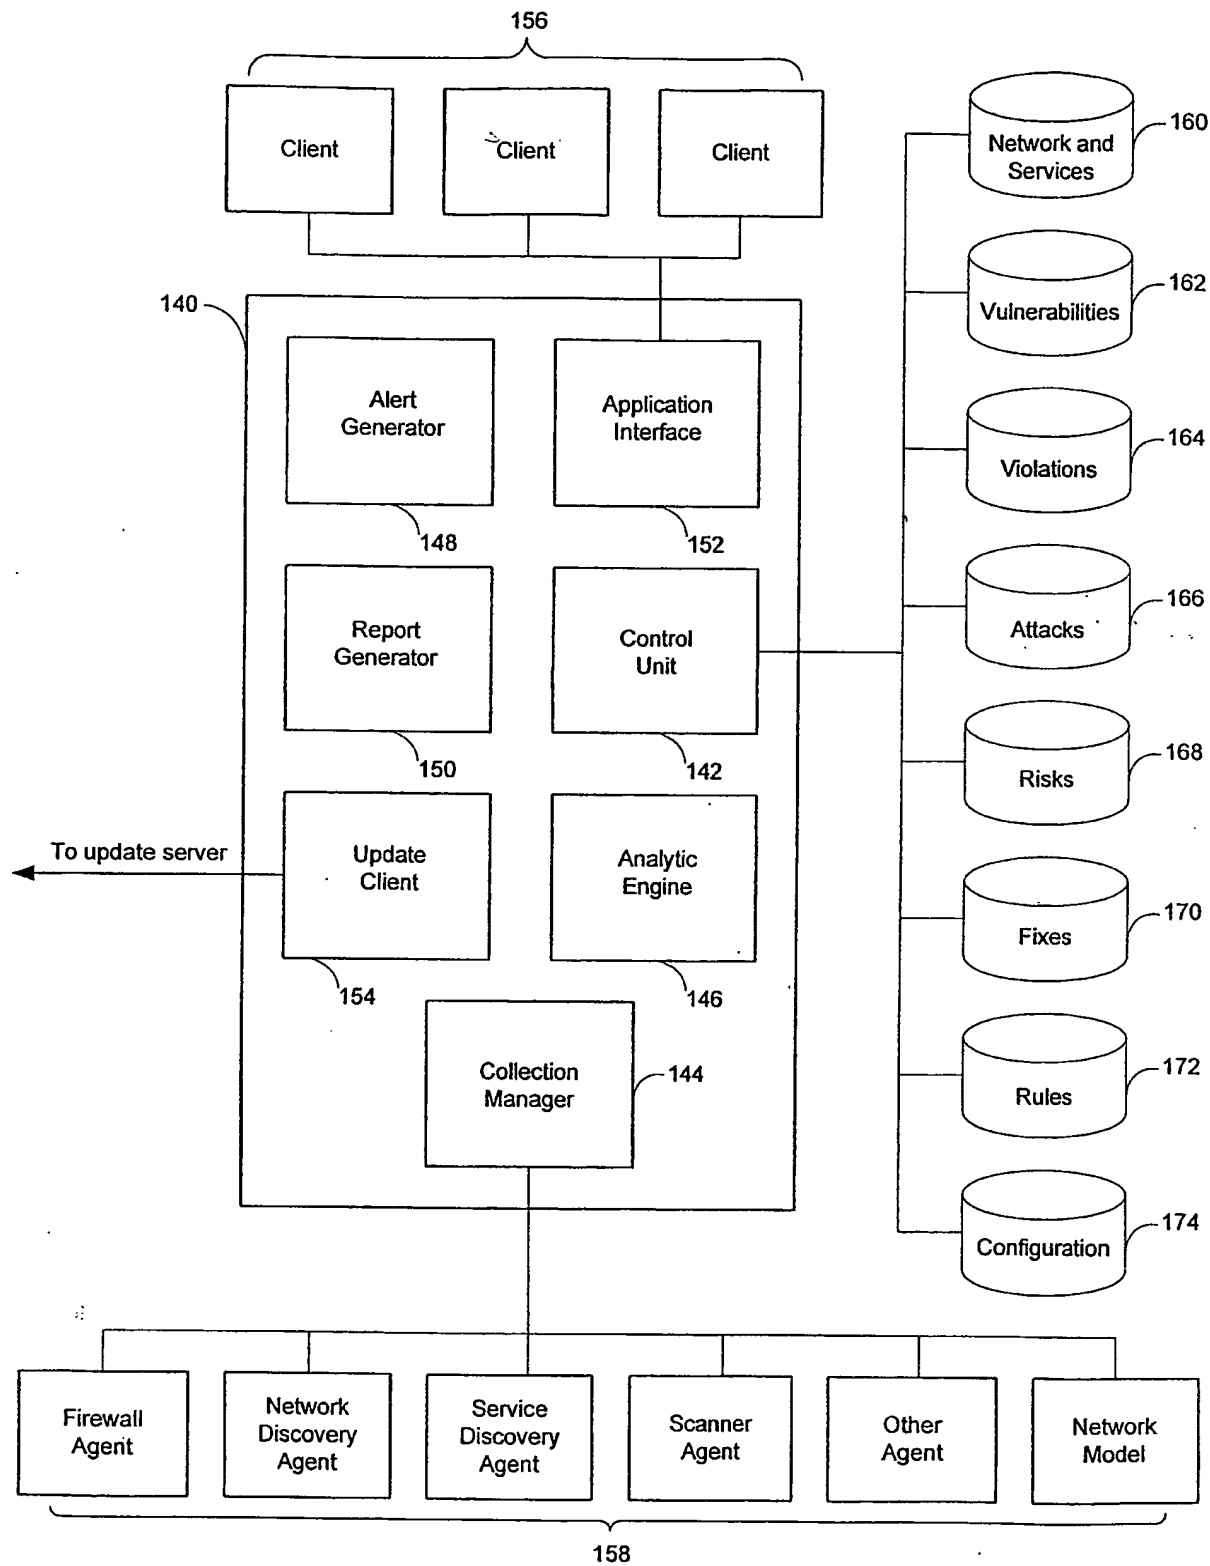 156
Client
Client
Client
140
Alert
Generator
148
Application
Interface
152
Report
Generator
150
Control
Unit
142
To update server
Update
Client
154
Analytic
Engine
146
Collection
Manager
144
Network and
Services
160
Vulnerabilities
162
Violations
164
Attacks
166
Risks
168
Fixes
170
Rules
172
Configuration
174
Firewall
Agent
Network
Discovery
Agent
Service
Discovery
Agent
Scanner
Agent
Other
Agent
Network
Model
158